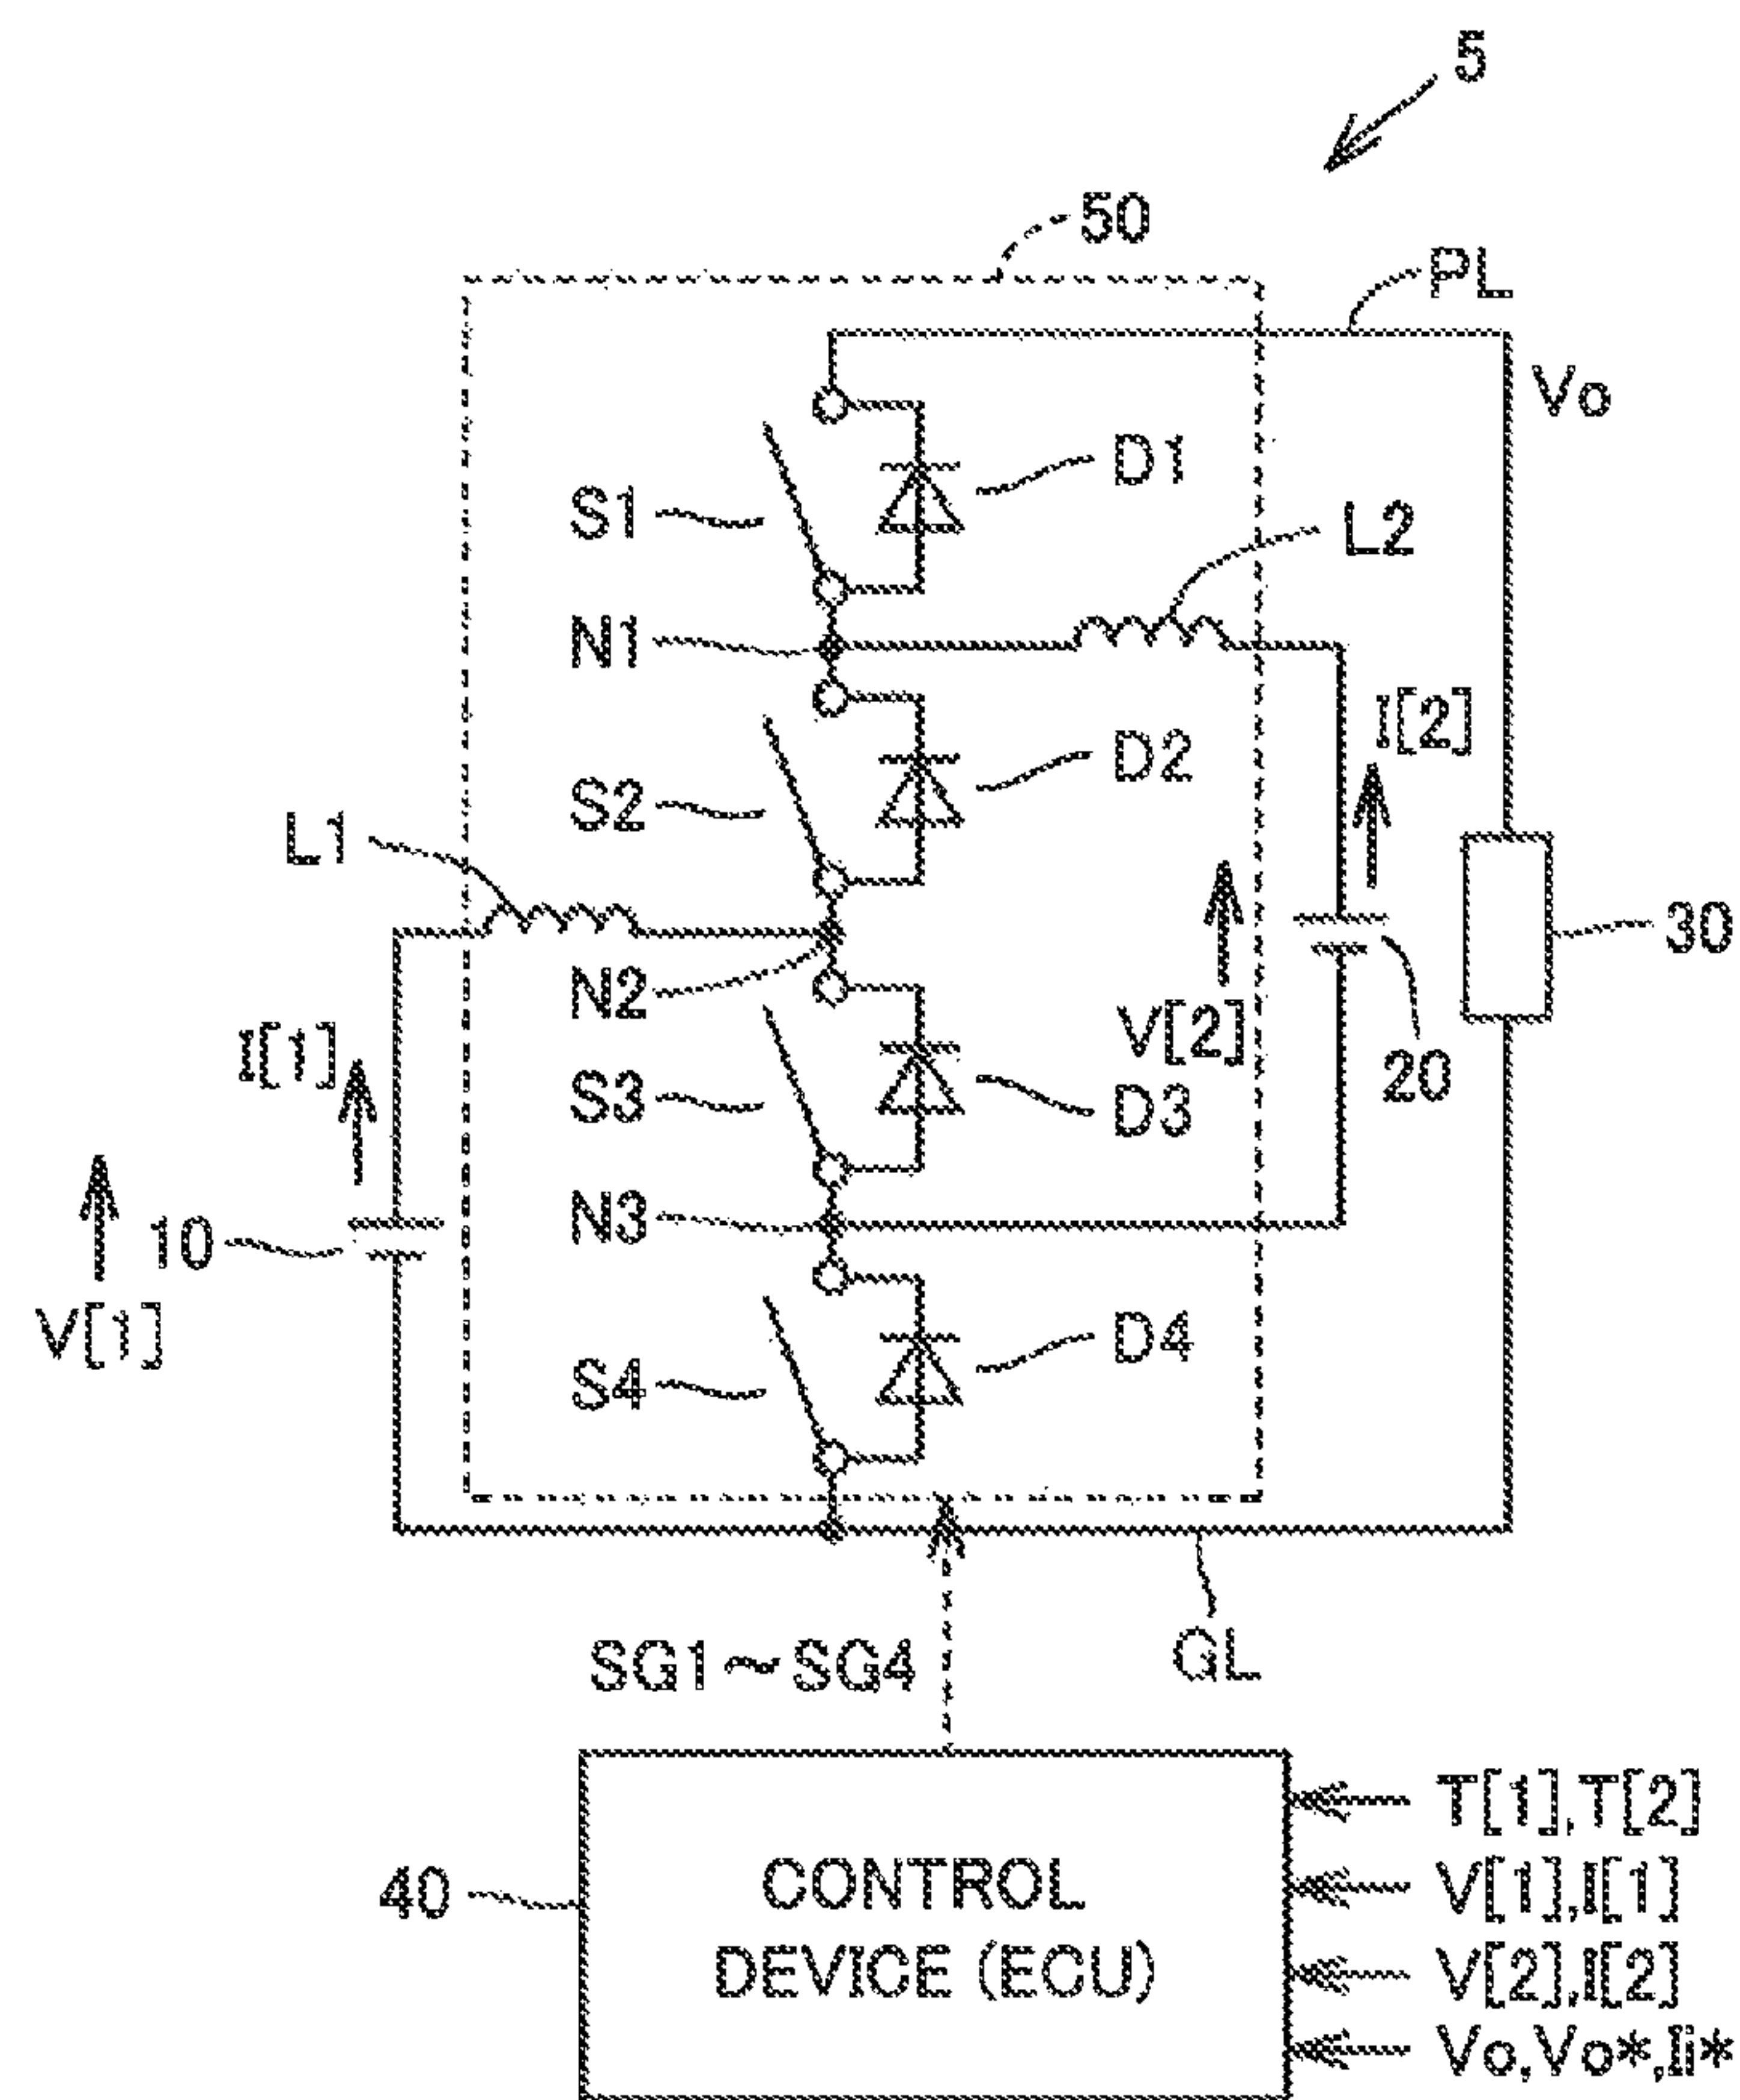 5
50
PL
Vo
D1
S1
L2
N1
I[2]
D2
S2
L1
30
N2
V[2]
I[1]
20
S3
D3
N3
10
V[1]
D4
S4
SG1~SG4
GL
T[1],T[2]
40
CONTROL
DEVICE (ECU)
V[1],I[1]
V[2],I[2]
Vo,Vo*,Ii*